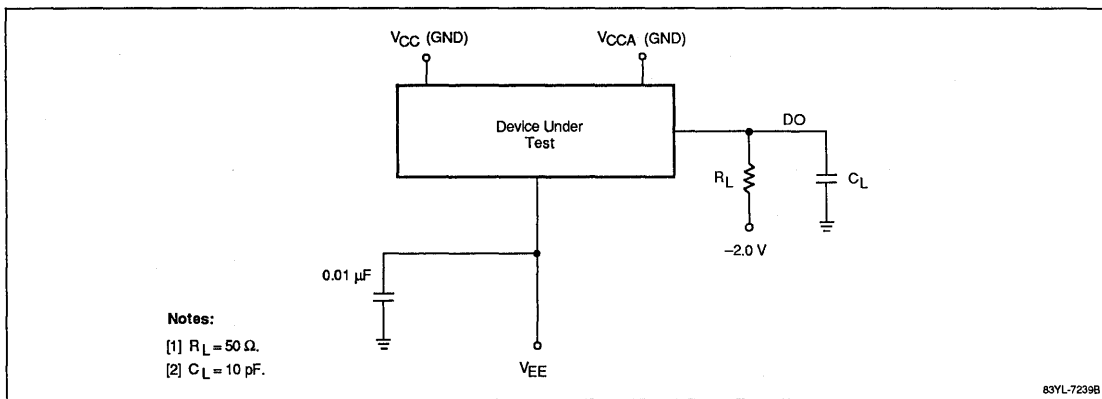 V_CC (GND)
V_CCA (GND)
Device Under
Test
DO
R_L
C_L
–2.0 V
0.01 µF
V_EE
Notes:
[1] R_L = 50 Ω.
[2] C_L = 10 pF.
83YL-7239B